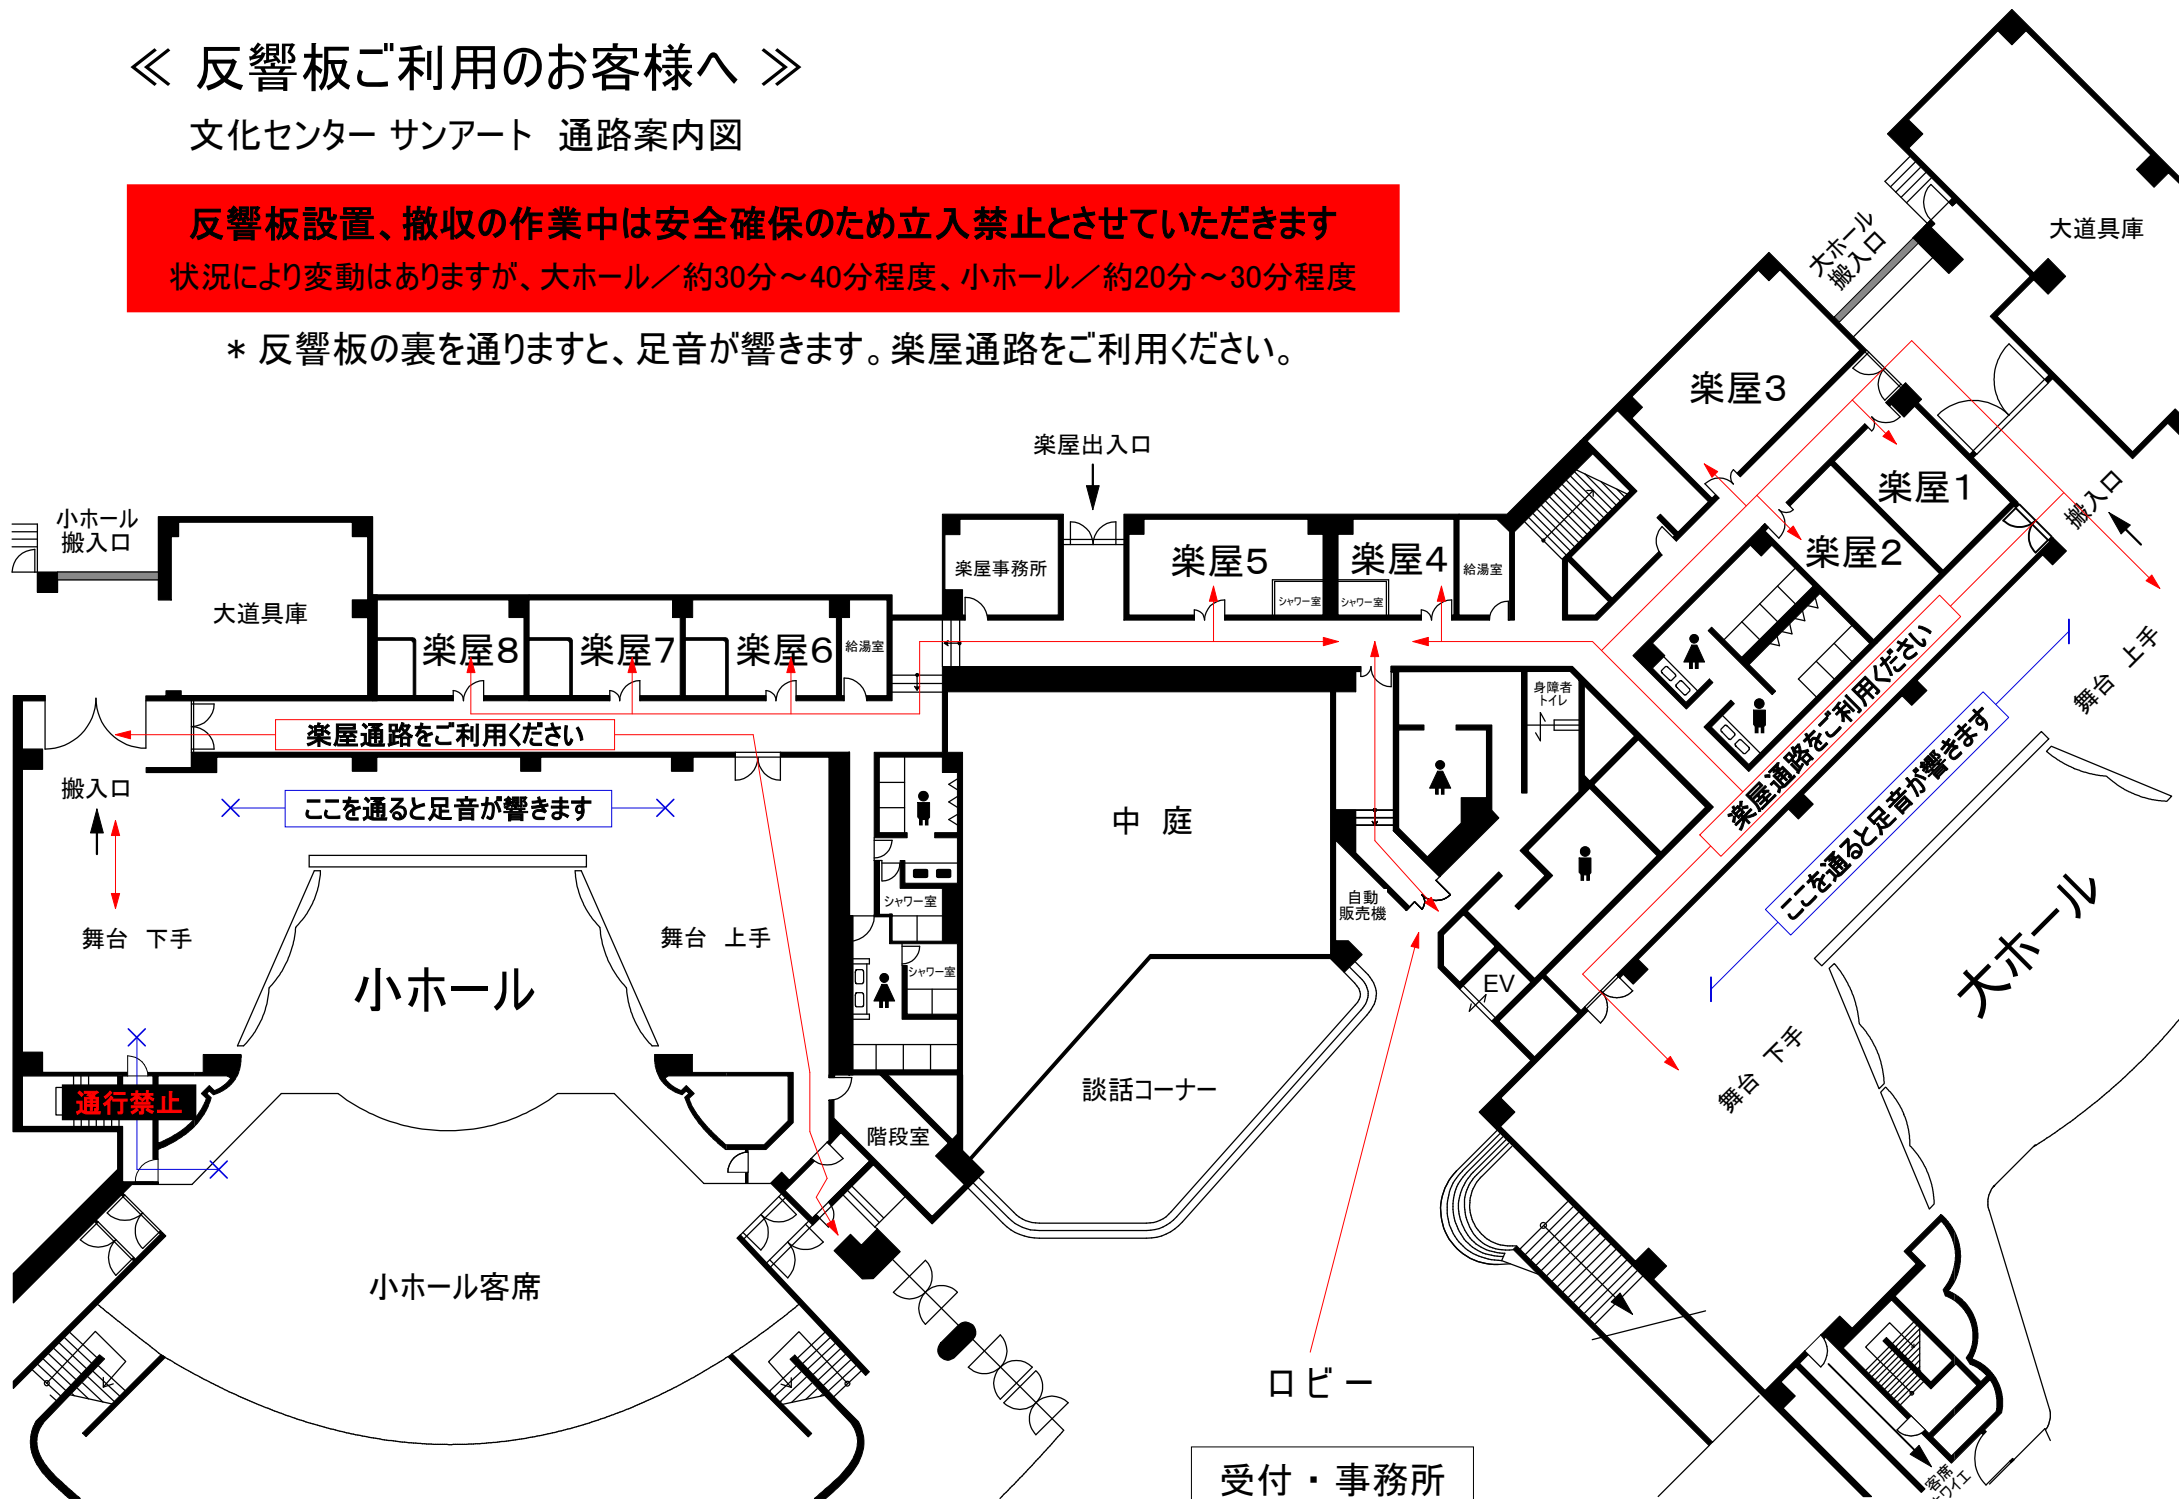 ≪ 反響板ご利用のお客様へ ≫
文化センター サンアート 通路案内図
反響板設置、撤収の作業中は安全確保のため立入禁止とさせていただきます
状況により変動はありますが、大ホール／約30分～40分程度、小ホール／約20分～30分程度
* 反響板の裏を通りますと、足音が響きます。楽屋通路をご利用ください。
大道具庫
大ホール
搬入口
楽屋3
楽屋出入口
楽屋1
搬入口
小ホール
搬入口
楽屋事務所
楽屋5
楽屋4
給湯室
楽屋2
シャワー室
シャワー室
大道具庫
楽屋8
楽屋7
楽屋6
給湯室
舞台 上手
身障者
トイレ
楽屋通路をご利用ください
楽屋通路をご利用ください
ここを通ると足音が響きます
搬入口
ここを通ると足音が響きます
中 庭
自動
販売機
シャワー室
舞台 下手
舞台 上手
小ホール
シャワー室
EV
大ホール
舞台 下手
通行禁止
談話コーナー
階段室
小ホール客席
ロビー
受付・事務所
客席